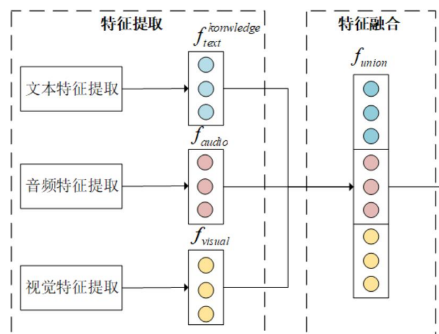 特征提取
特征融合
f_text^konwledge
文本特征提取
f_union
f_audio
音频特征提取
f_visual
视觉特征提取